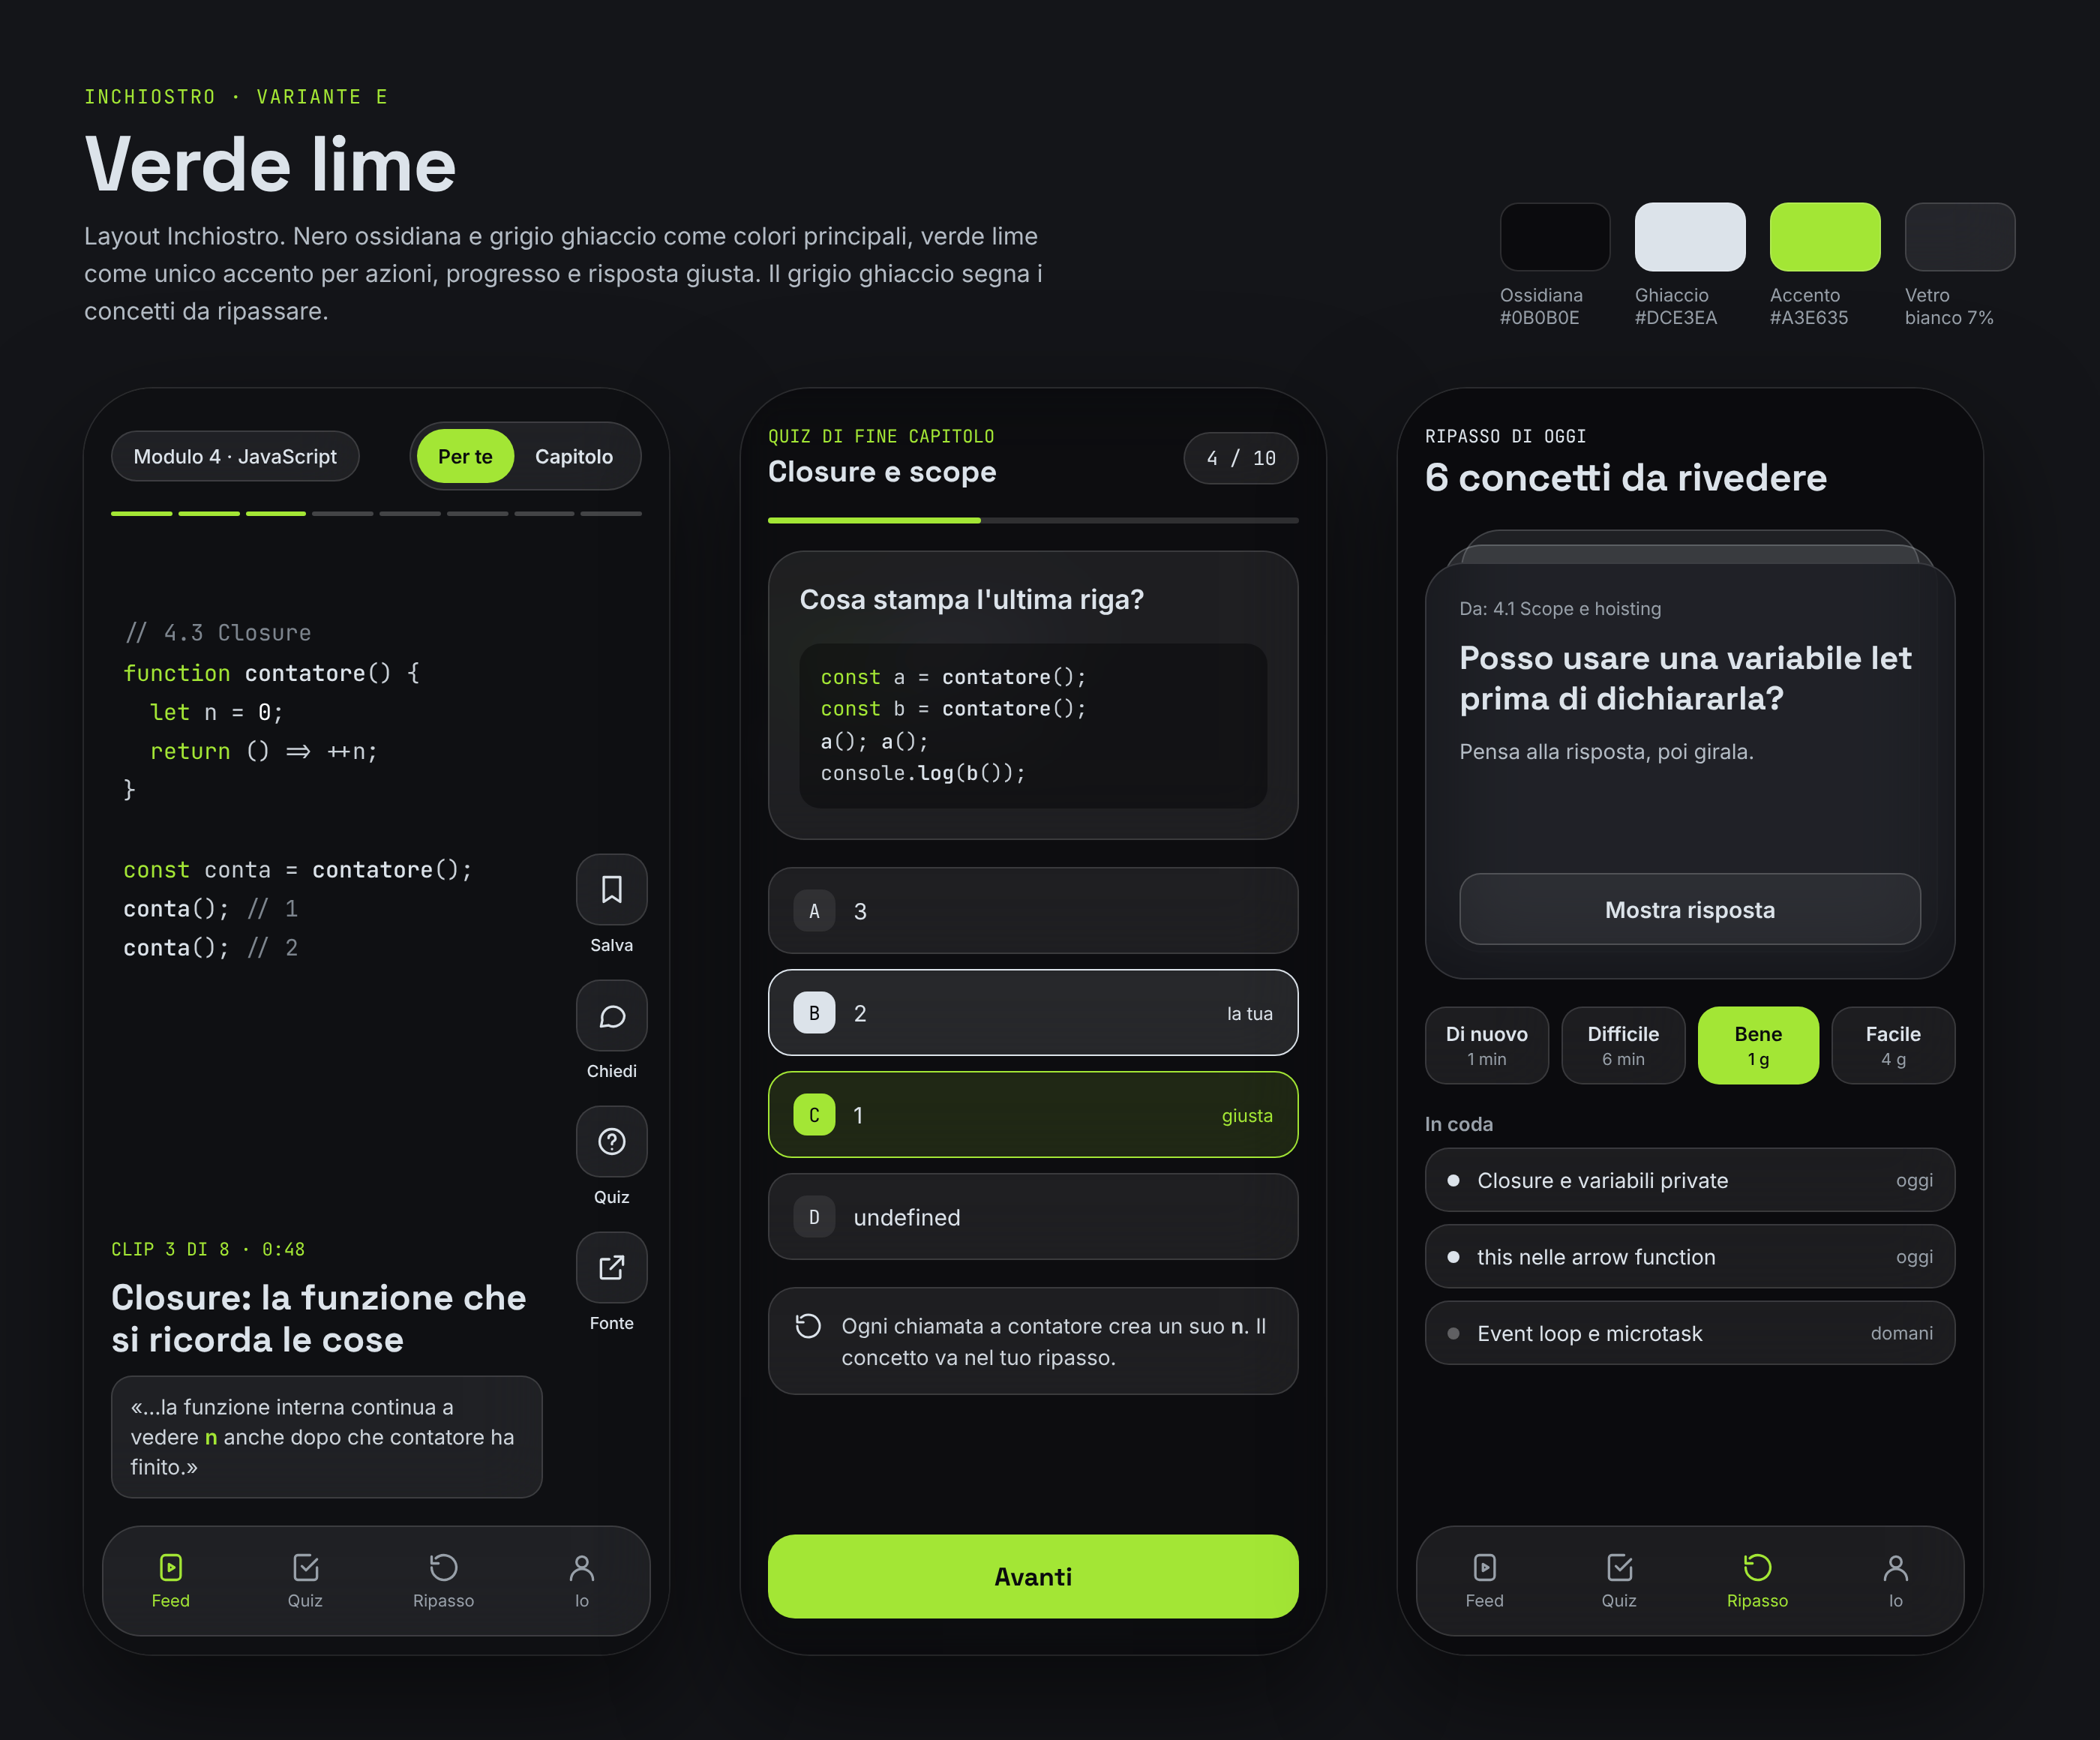 INCHIOSTRO · VARIANTE E
Verde lime
Layout Inchiostro. Nero ossidiana e grigio ghiaccio come colori principali, verde lime
come unico accento per azioni, progresso e risposta giusta. Il grigio ghiaccio segna i
concetti da ripassare.
Ossidiana
#0B0B0E
Ghiaccio
#DCE3EA
Accento
#A3E635
Vetro
bianco 7%
Modulo 4 · JavaScript
Per te
Capitolo
// 4.3 Closure
function contatore() {
  let n = 0;
  return () => ++n;
}
const conta = contatore();
conta(); // 1
conta(); // 2
Salva
Chiedi
Quiz
Fonte
CLIP 3 DI 8 · 0:48
Closure: la funzione che
si ricorda le cose
«…la funzione interna continua a
vedere n anche dopo che contatore ha
finito.»
Feed
Quiz
Ripasso
Io
QUIZ DI FINE CAPITOLO
Closure e scope
4 / 10
Cosa stampa l'ultima riga?
const a = contatore();
const b = contatore();
a(); a();
console.log(b());
A 3
B 2 la tua
C 1 giusta
D undefined
Ogni chiamata a contatore crea un suo n. Il
concetto va nel tuo ripasso.
Avanti
RIPASSO DI OGGI
6 concetti da rivedere
Da: 4.1 Scope e hoisting
Posso usare una variabile let
prima di dichiararla?
Pensa alla risposta, poi girala.
Mostra risposta
Di nuovo
1 min
Difficile
6 min
Bene
1 g
Facile
4 g
In coda
Closure e variabili private oggi
this nelle arrow function oggi
Event loop e microtask domani
Feed
Quiz
Ripasso
Io